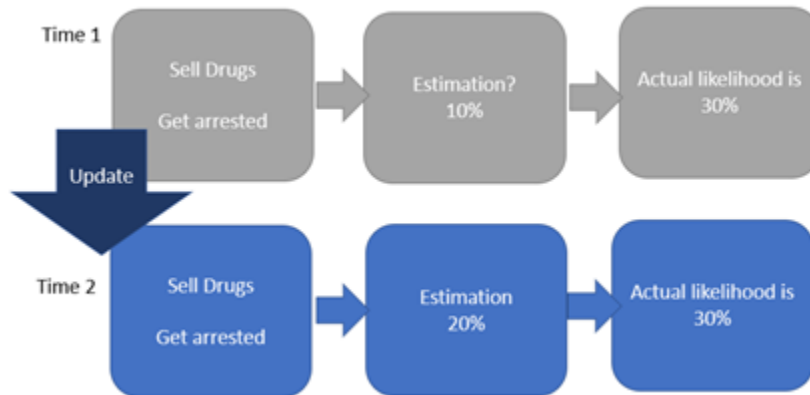 Time 1
Sell Drugs
Get arrested
Estimation?
10%
Actual likelihood is
30%
Update
Time 2
Sell Drugs
Get arrested
Estimation
20%
Actual likelihood is
30%